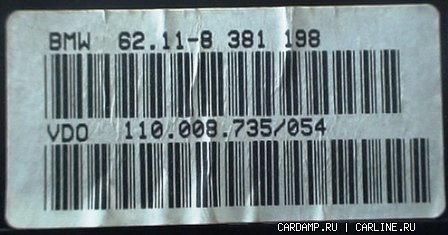 BMW 62.11-8 381 198
VDO 110.008.735/054
CARDAMP.RU | CARLINE.RU